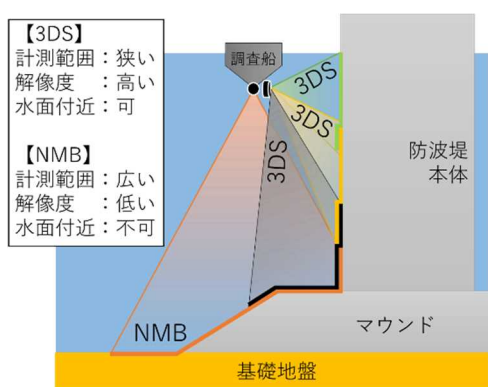 【3DS】
計測範囲：狭い
解像度：高い
水面付近：可
【NMB】
計測範囲：広い
解像度：低い
水面付近：不可
調査船
3DS
3DS
3DS
防波堤
本体
NMB
マウンド
基礎地盤